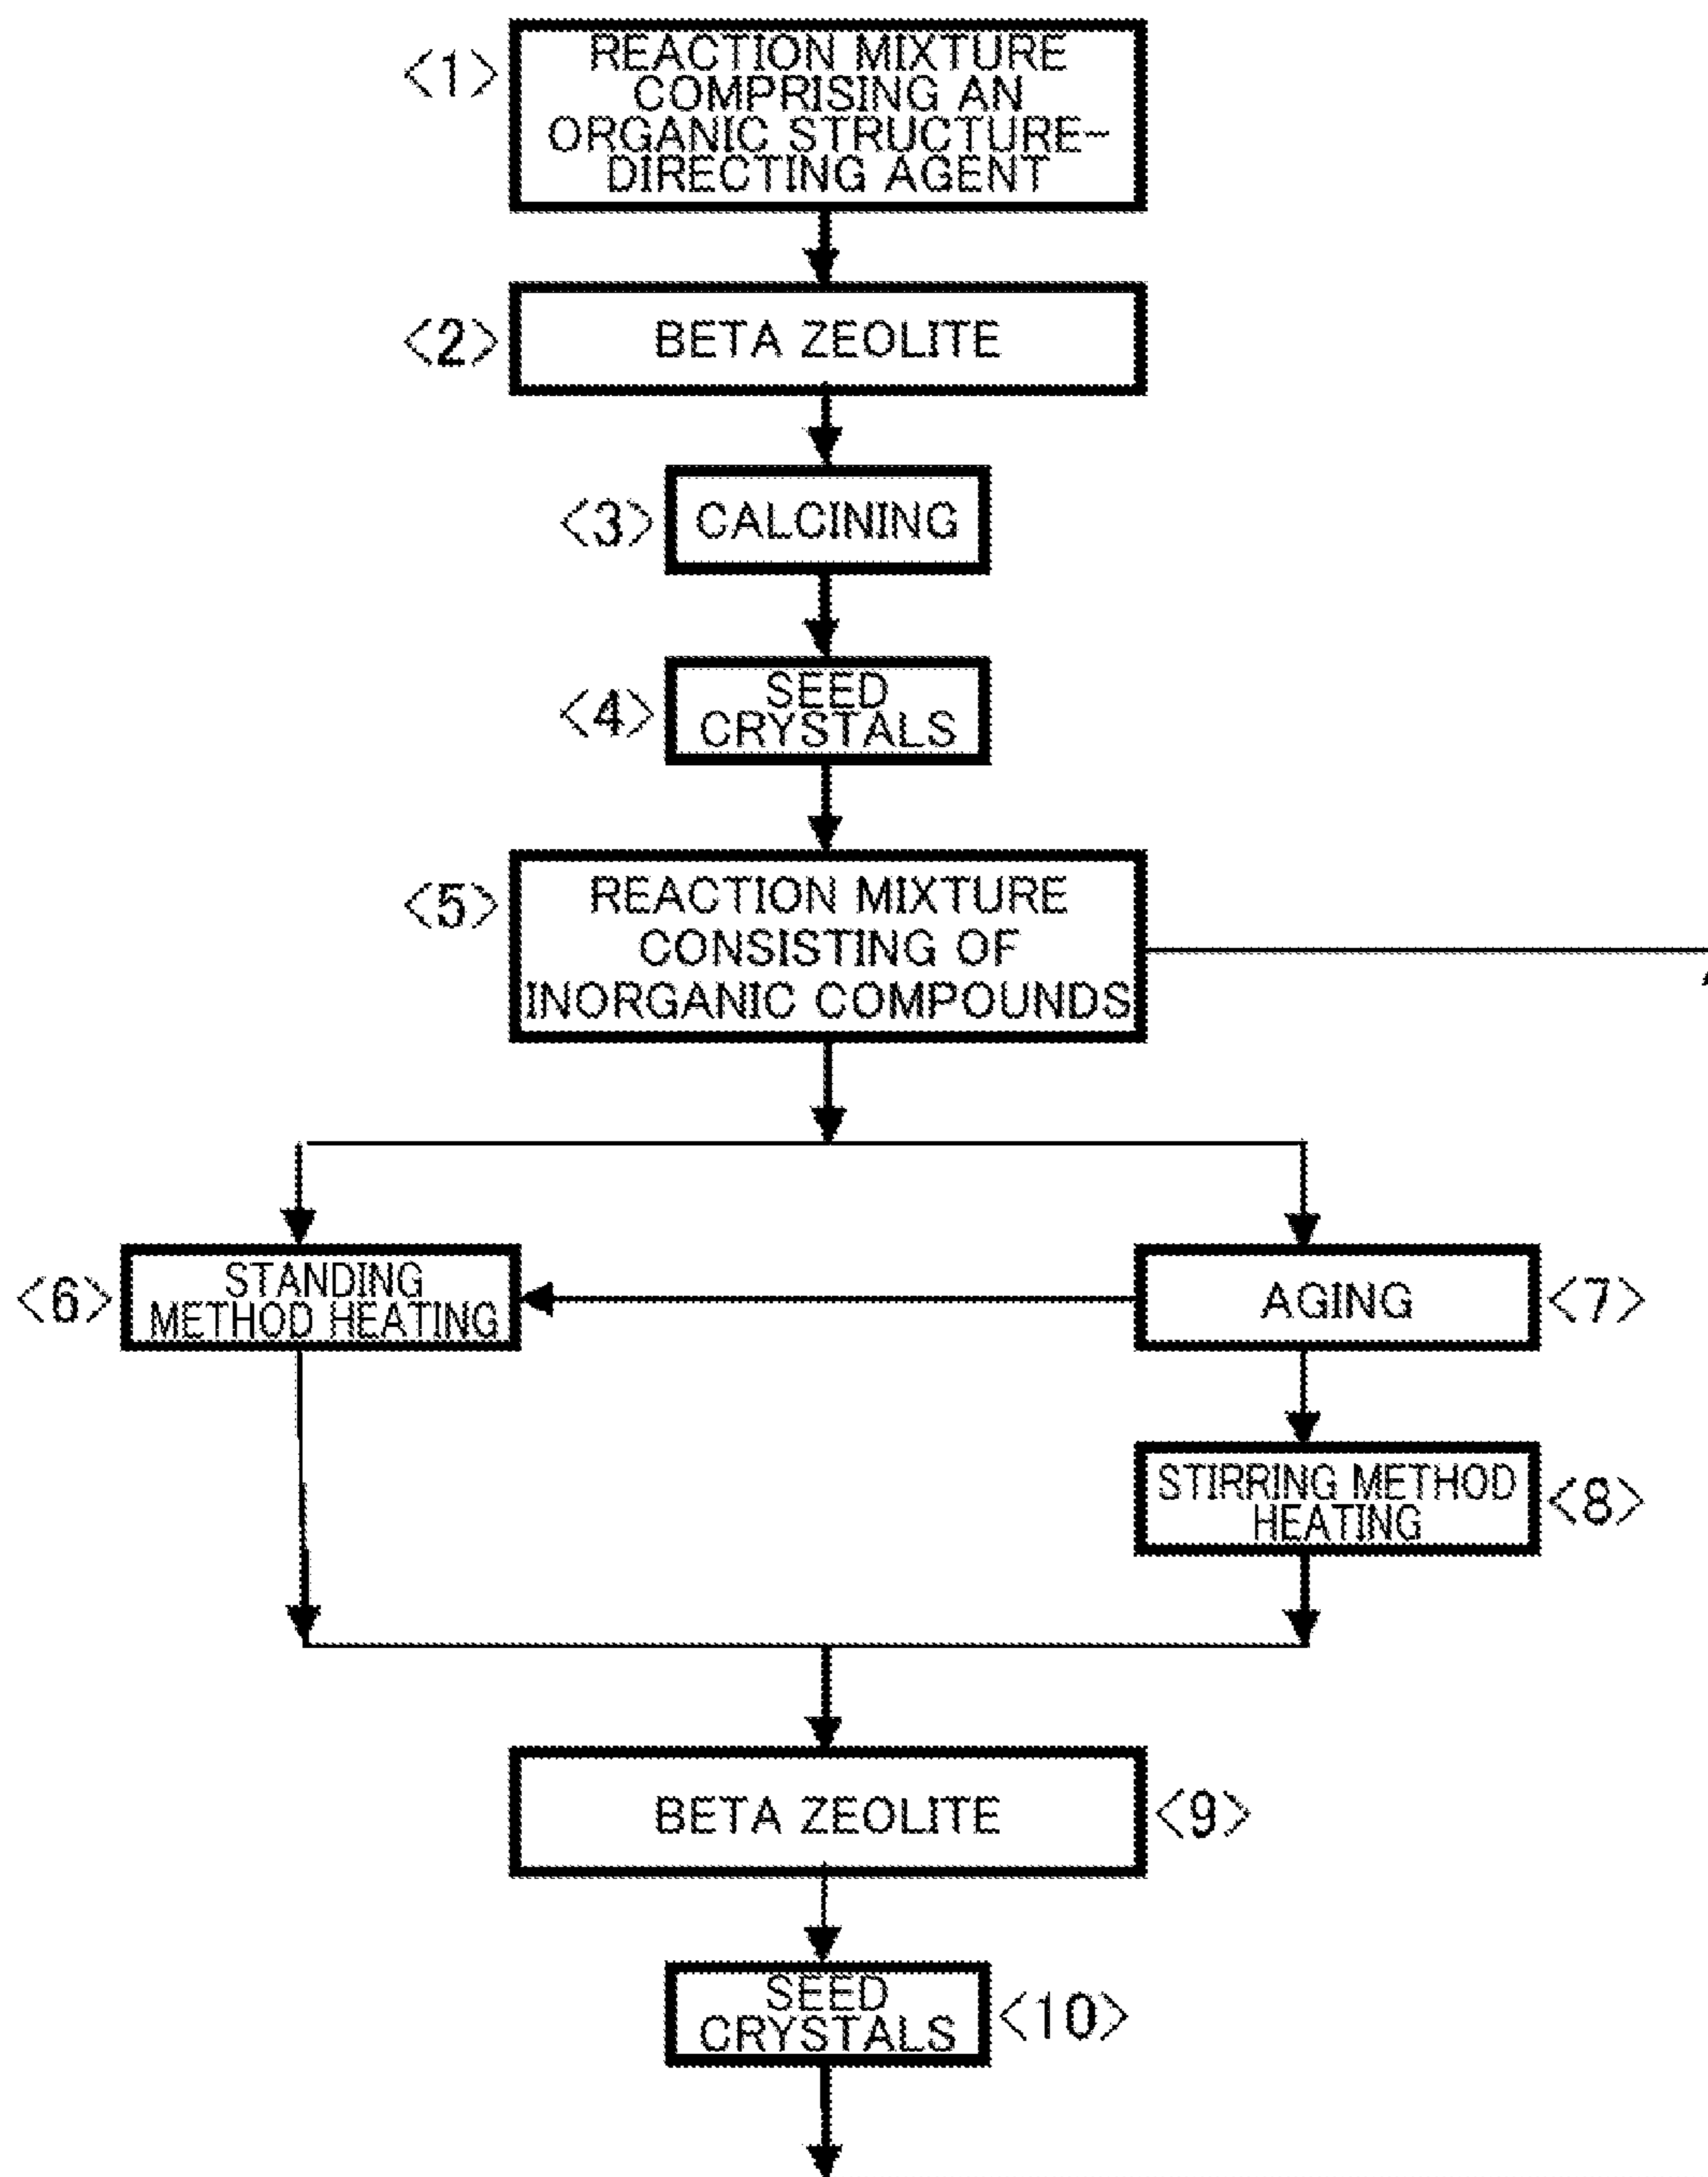 <1>
REACTION MIXTURE
COMPRISING AN
ORGANIC STRUCTURE-
DIRECTING AGENT
<2>
BETA ZEOLITE
<3>
CALCINING
<4>
SEED
CRYSTALS
<5>
REACTION MIXTURE
CONSISTING OF
INORGANIC COMPOUNDS
<6>
STANDING
METHOD HEATING
AGING
<7>
STIRRING METHOD
HEATING
<8>
BETA ZEOLITE
<9>
SEED
CRYSTALS
<10>